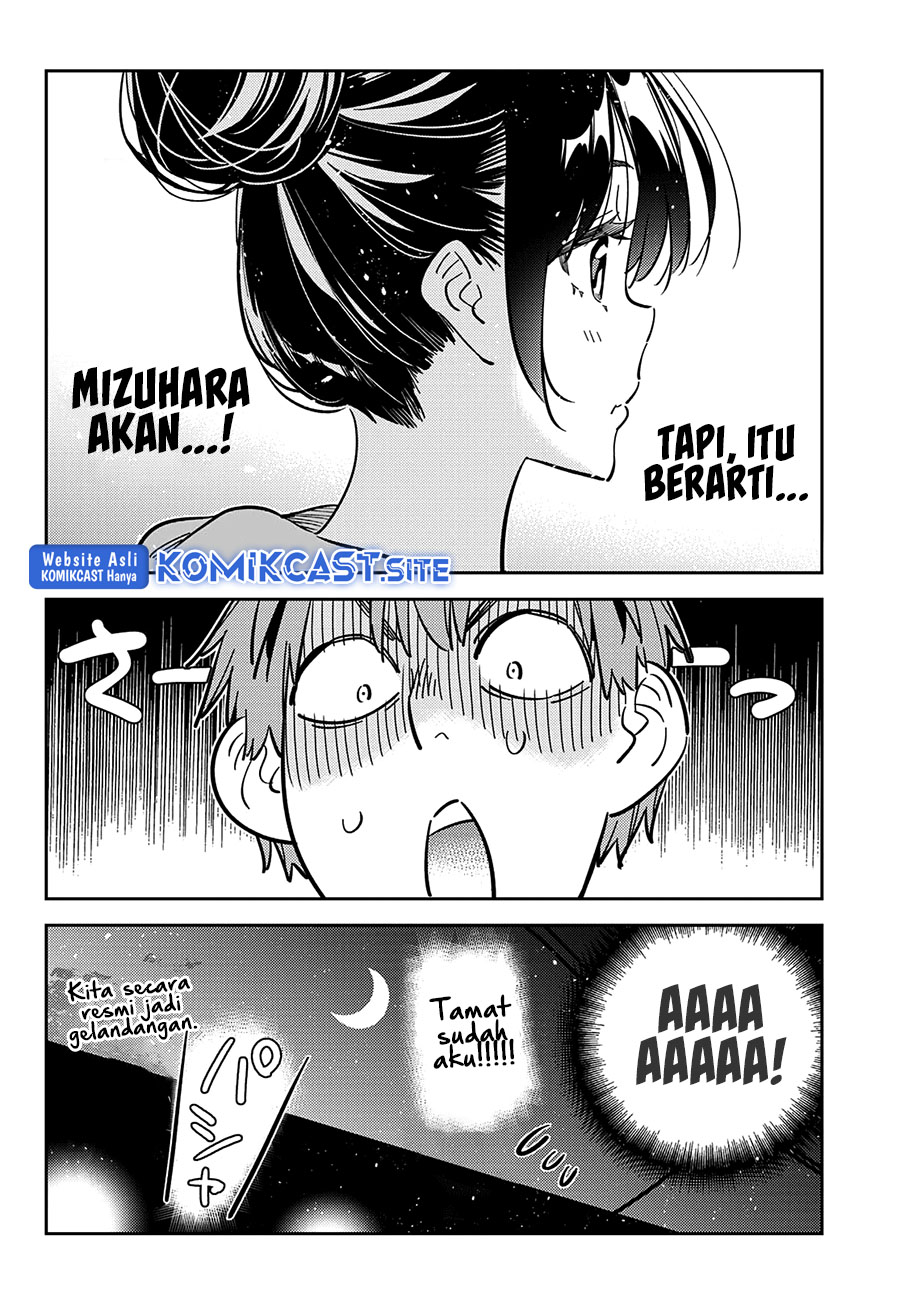 TAPI, ITU
BERARTI...
MIZUHARA
AKAN...!
Website Asli
KOMIKCAST Hanya
KOMIKCAST.SITE
さーーっ
AAAA
AAAAA!
Tamat
sudah
aku!!!!!
パシャ
Kita secara
resmi jadi
gelandangan.